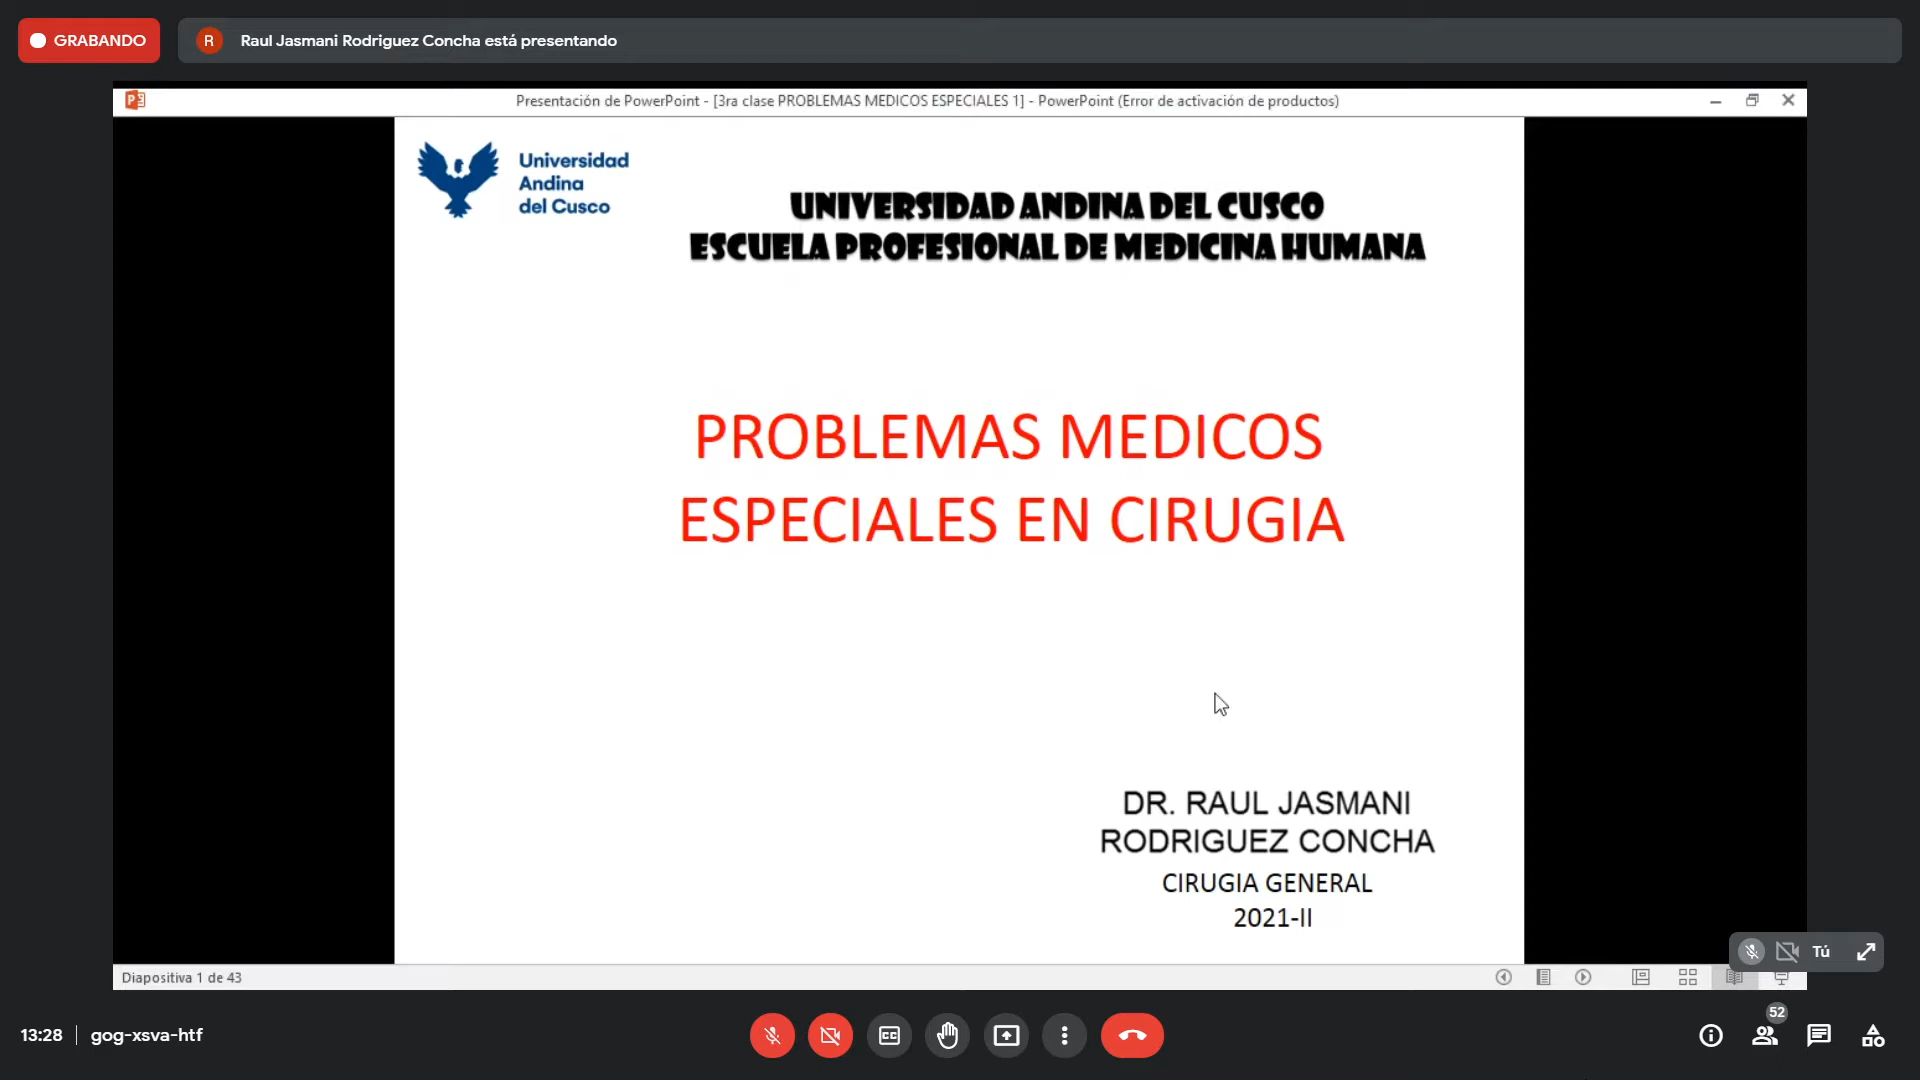 GRABANDO
R
Raul Jasmani Rodriguez Concha está presentando
Presentación de PowerPoint - [3ra clase PROBLEMAS MEDICOS ESPECIALES 1] - PowerPoint (Error de activación de productos)
Universidad
Andina
del Cusco
UNIVERSIDAD ANDINA DEL CUSCO
ESCUELA PROFESIONAL DE MEDICINA HUMANA
PROBLEMAS MEDICOS
ESPECIALES EN CIRUGIA
DR. RAUL JASMANI
RODRIGUEZ CONCHA
CIRUGIA GENERAL
2021-II
Tú
Diapositiva 1 de 43
52
13:28
gog-xsva-htf